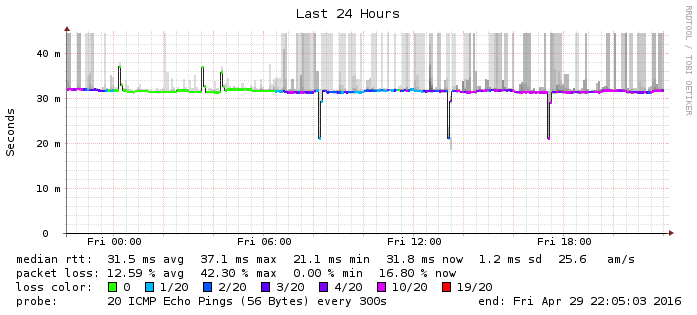 Last 24 Hours
RRDTOOL / TOBI OETIKER
Seconds
40 m
30 m
20 m
10 m
0
Fri 00:00 Fri 06:00 Fri 12:00 Fri 18:00
median rtt: 31.5 ms avg 37.1 ms max 21.1 ms min 31.8 ms now 1.2 ms sd 25.6 am/s
packet loss: 12.59 % avg 42.30 % max 0.00 % min 16.80 % now
loss color: 0 1/20 2/20 3/20 4/20 10/20 19/20
probe: 20 ICMP Echo Pings (56 Bytes) every 300s end: Fri Apr 29 22:05:03 2016